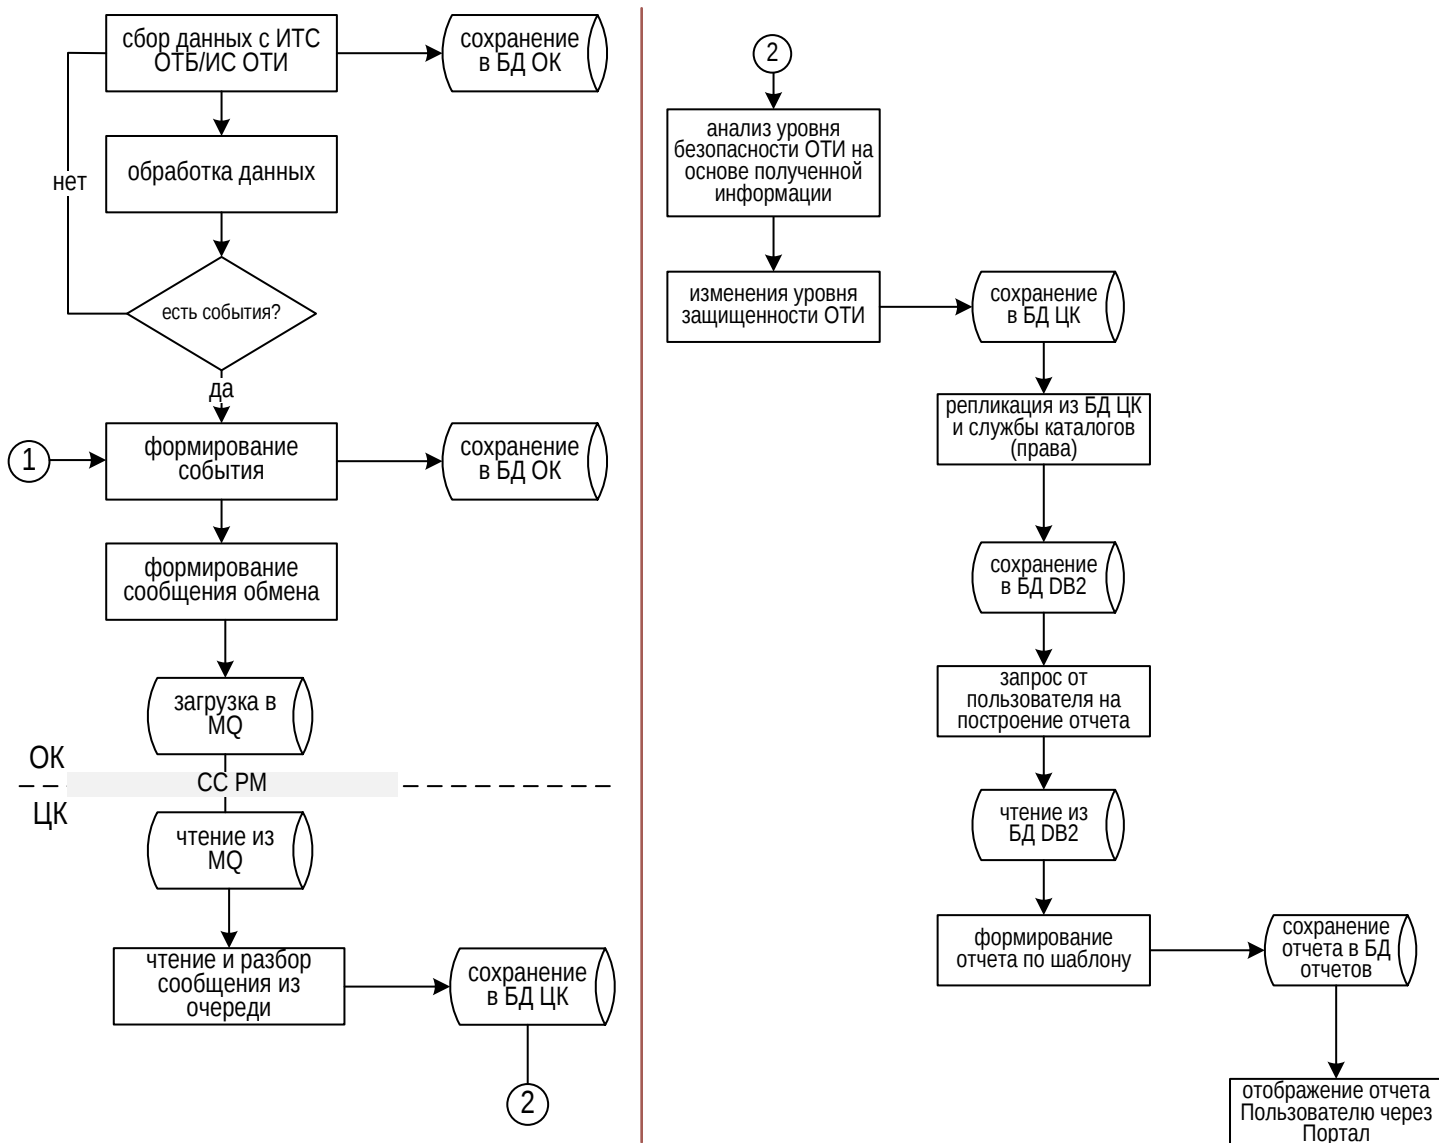 сбор данных с ИТС
ОТБ/ИС ОТИ
сохранение
в БД ОК
обработка данных
нет
есть события?
да
1
формирование
события
сохранение
в БД ОК
формирование
сообщения обмена
загрузка в
MQ
ОК
СС РМ
ЦК
чтение из
MQ
чтение и разбор
сообщения из
очереди
сохранение
в БД ЦК
2
2
анализ уровня
безопасности ОТИ на
основе полученной
информации
изменения уровня
защищенности ОТИ
сохранение
в БД ЦК
репликация из БД ЦК
и службы каталогов
(права)
сохранение
в БД DB2
запрос от
пользователя на
построение отчета
чтение из
БД DB2
формирование
отчета по шаблону
сохранение
отчета в БД
отчетов
отображение отчета
Пользователю через
Портал